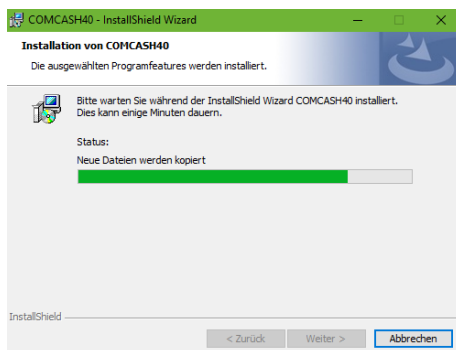 COMCASH40 - InstallShield Wizard
Installation von COMCASH40
Die ausgewählten Programfeatures werden installiert.
Bitte warten Sie während der InstallShield Wizard COMCASH40 installiert.
Dies kann einige Minuten dauern.
Status:
Neue Dateien werden kopiert
InstallShield
< Zurück
Weiter >
Abbrechen